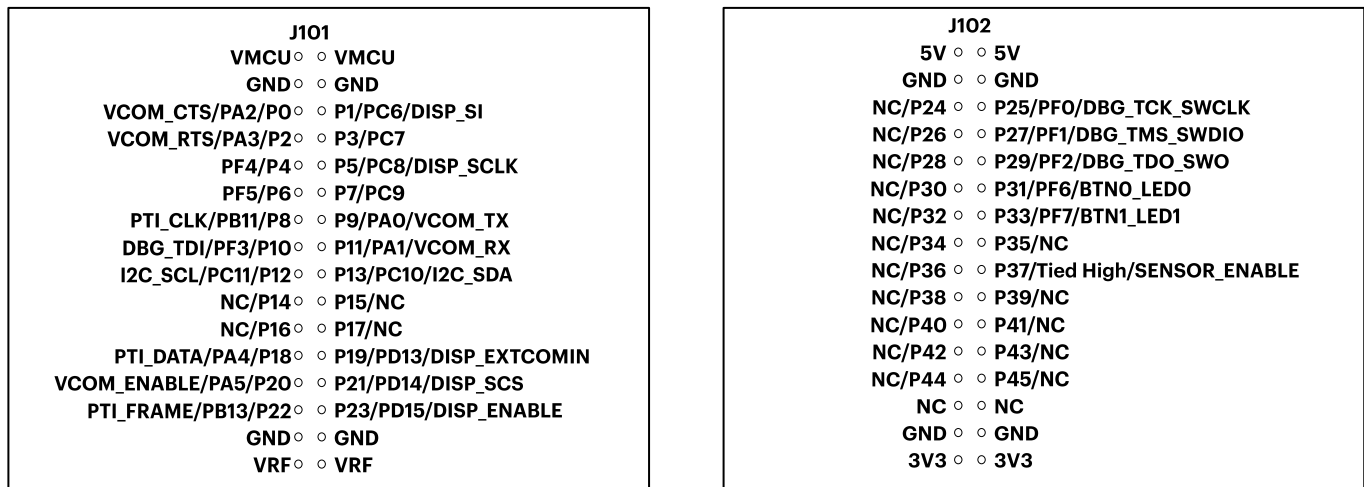 J101
VMCU VMCU
GND GND
VCOM_CTS/PA2/P0 P1/PC6/DISP_SI
VCOM_RTS/PA3/P2 P3/PC7
PF4/P4 P5/PC8/DISP_SCLK
PF5/P6 P7/PC9
PTI_CLK/PB11/P8 P9/PA0/VCOM_TX
DBG_TDI/PF3/P10 P11/PA1/VCOM_RX
I2C_SCL/PC11/P12 P13/PC10/I2C_SDA
NC/P14 P15/NC
NC/P16 P17/NC
PTI_DATA/PA4/P18 P19/PD13/DISP_EXTCOMIN
VCOM_ENABLE/PA5/P20 P21/PD14/DISP_SCS
PTI_FRAME/PB13/P22 P23/PD15/DISP_ENABLE
GND GND
VRF VRF
J102
5V 5V
GND GND
NC/P24 P25/PF0/DBG_TCK_SWCLK
NC/P26 P27/PF1/DBG_TMS_SWDIO
NC/P28 P29/PF2/DBG_TDO_SWO
NC/P30 P31/PF6/BTN0_LED0
NC/P32 P33/PF7/BTN1_LED1
NC/P34 P35/NC
NC/P36 P37/Tied High/SENSOR_ENABLE
NC/P38 P39/NC
NC/P40 P41/NC
NC/P42 P43/NC
NC/P44 P45/NC
NC NC
GND GND
3V3 3V3